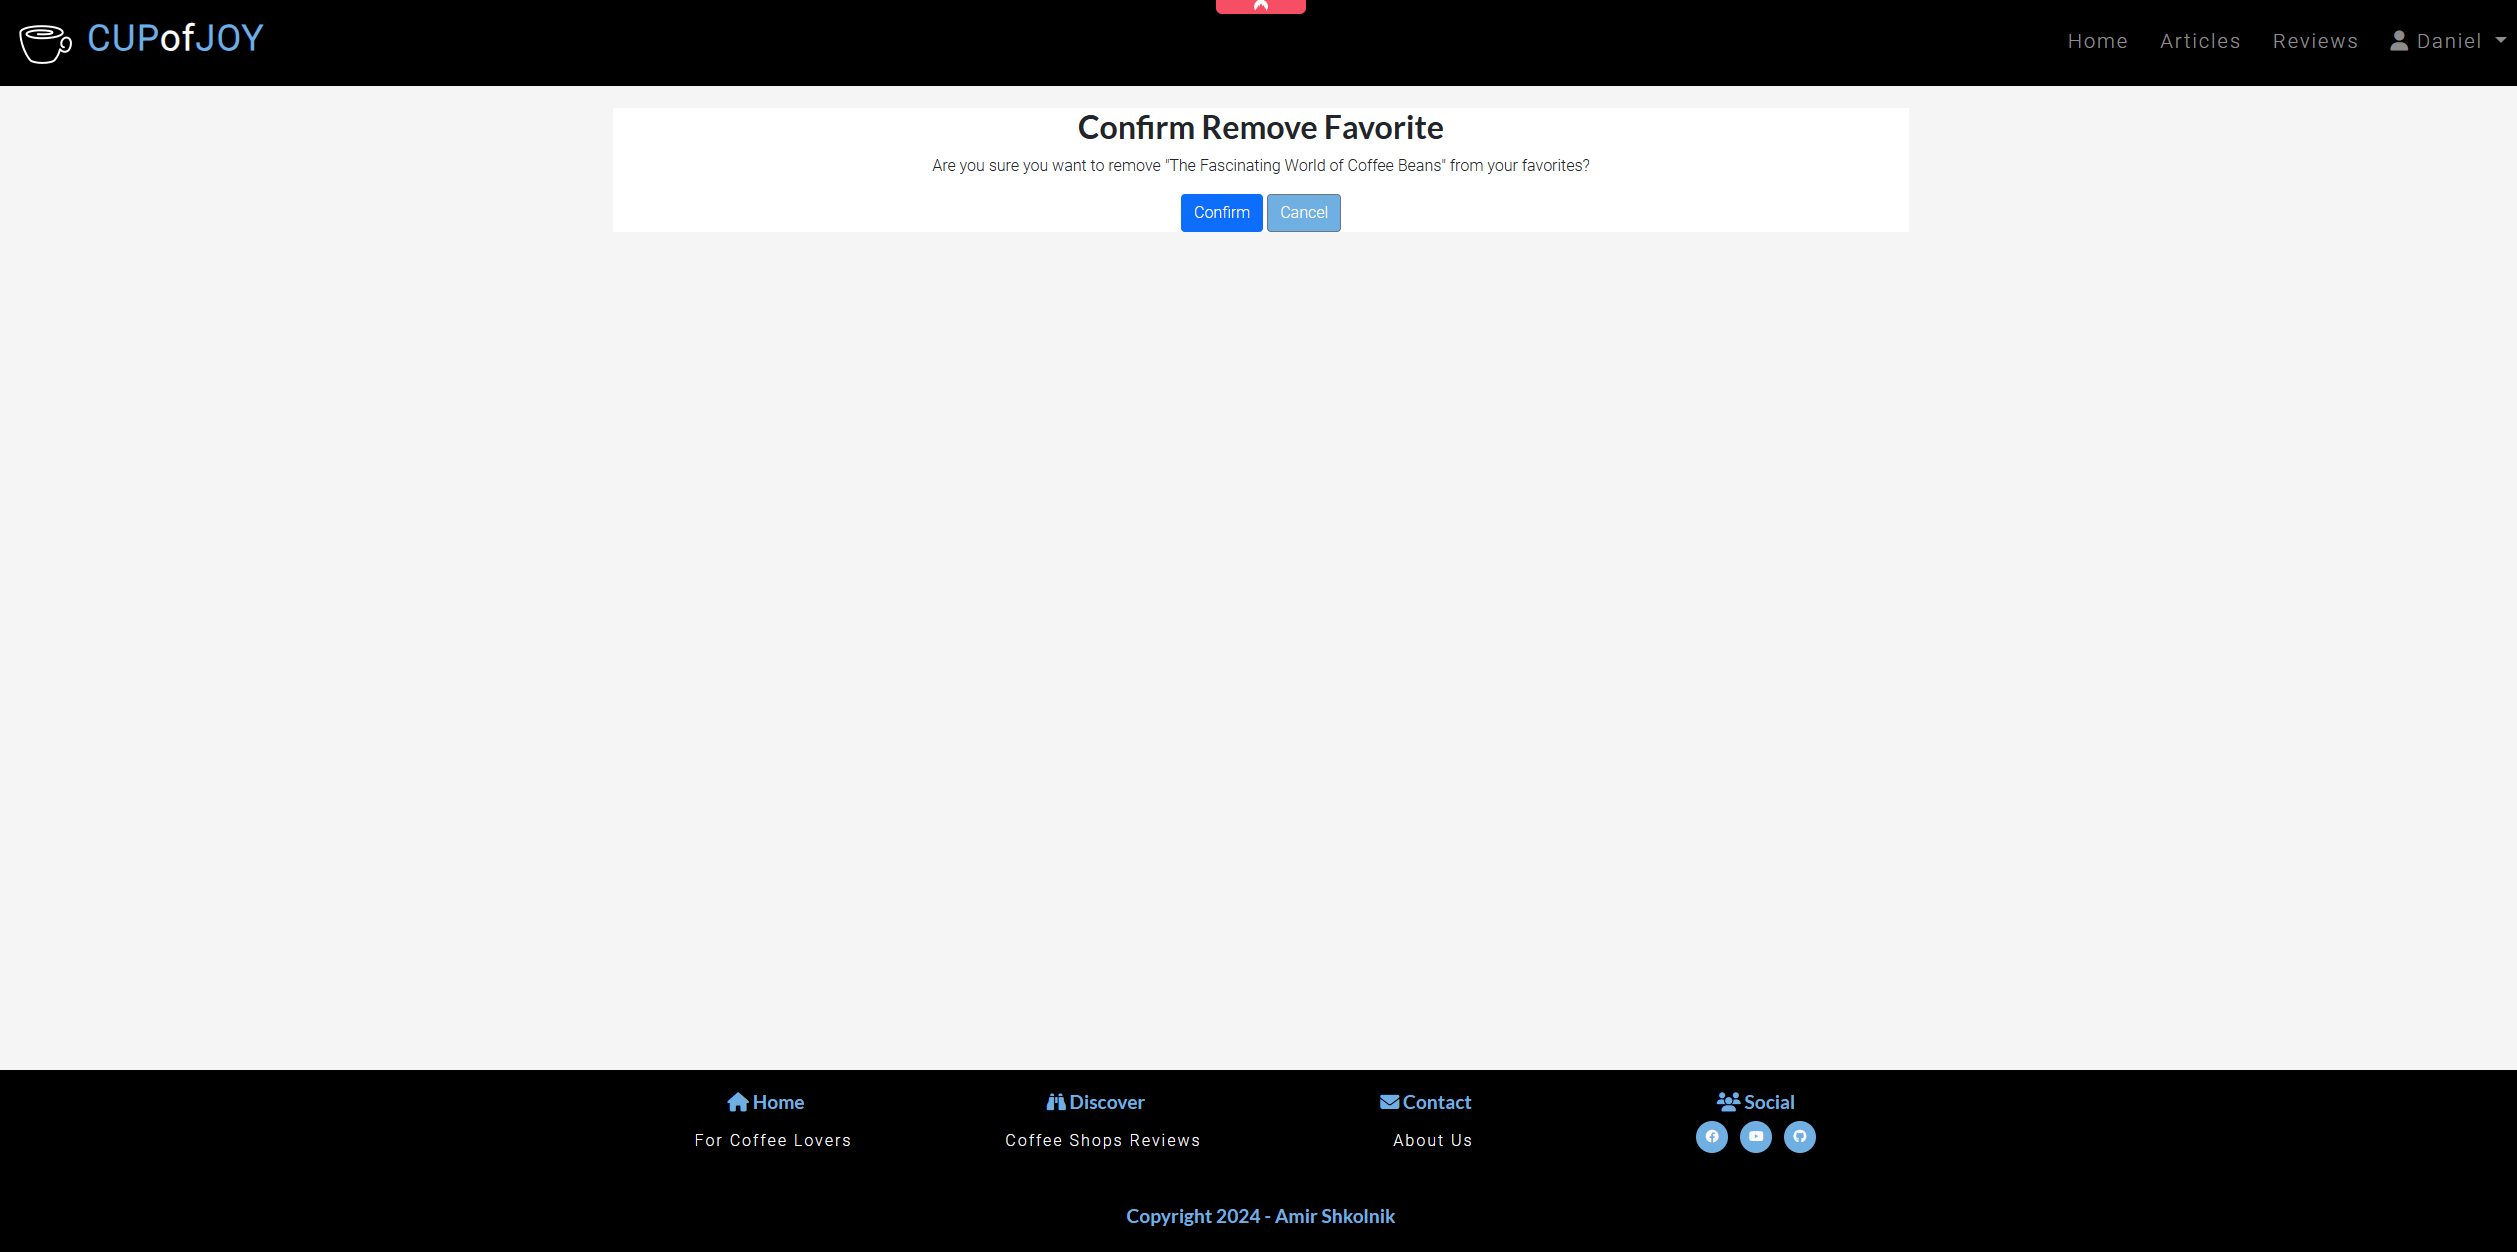 CUPofJOY
Home Articles Reviews Daniel
Confirm Remove Favorite
Are you sure you want to remove "The Fascinating World of Coffee Beans" from your favorites?
Confirm Cancel
Home Discover Contact Social
For Coffee Lovers Coffee Shops Reviews About Us
Copyright 2024 - Amir Shkolnik